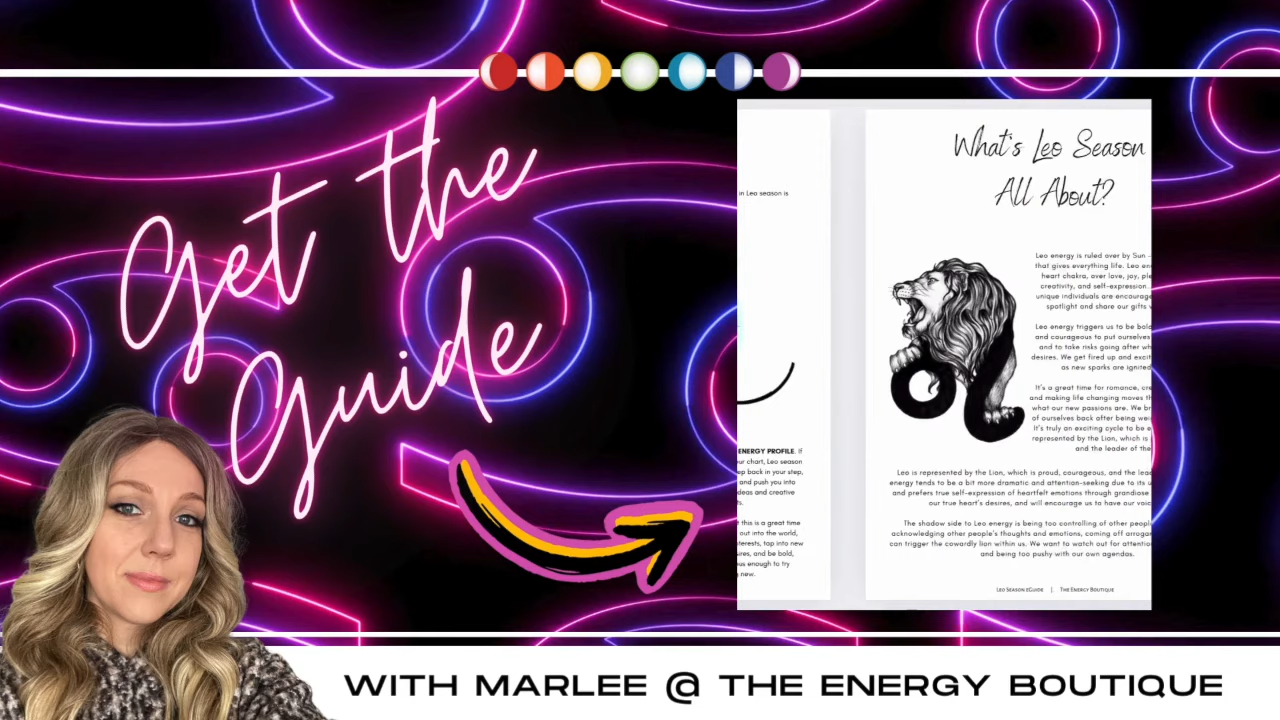 Get the
Guide
in Leo season is
ENERGY PROFILE. If
ur chart, Leo season
ep back in your step,
and push you into
deas and creative
ts.
t this is a great time
out into the world,
nterests, tap into new
ires, and be bold,
us enough to try
g new.
What's Leo Season
All About?
Leo energy is ruled over by Sun -
that gives everything life. Leo en
heart chakra, over love, joy, ple
creativity, and self-expression.
unique individuals are encourage
spotlight and share our gifts
Leo energy triggers us to be bold
and courageous to put ourselves
and to take risks going after wh
desires. We get fired up and excit
as new sparks are ignited
It's a great time for romance, cre
and making life changing moves th
what our new passions are. We br
of ourselves back after being wei
It's truly an exciting cycle to be e
represented by the Lion, which is
and the leader of the
Leo is represented by the Lion, which is proud, courageous, and the lead
energy tends to be a bit more dramatic and attention-seeking due to its u
and prefers true self-expression of heartfelt emotions through grandiose
our true heart's desires, and will encourage us to have our voic
The shadow side to Leo energy is being too controlling of other peopl
acknowledging other people's thoughts and emotions, coming off arrogan
can trigger the cowardly lion within us. We want to watch out for attentio
and being too pushy with our own agendas.
Leo Season eGuide | The Energy Boutique
WITH MARLEE @ THE ENERGY BOUTIQUE